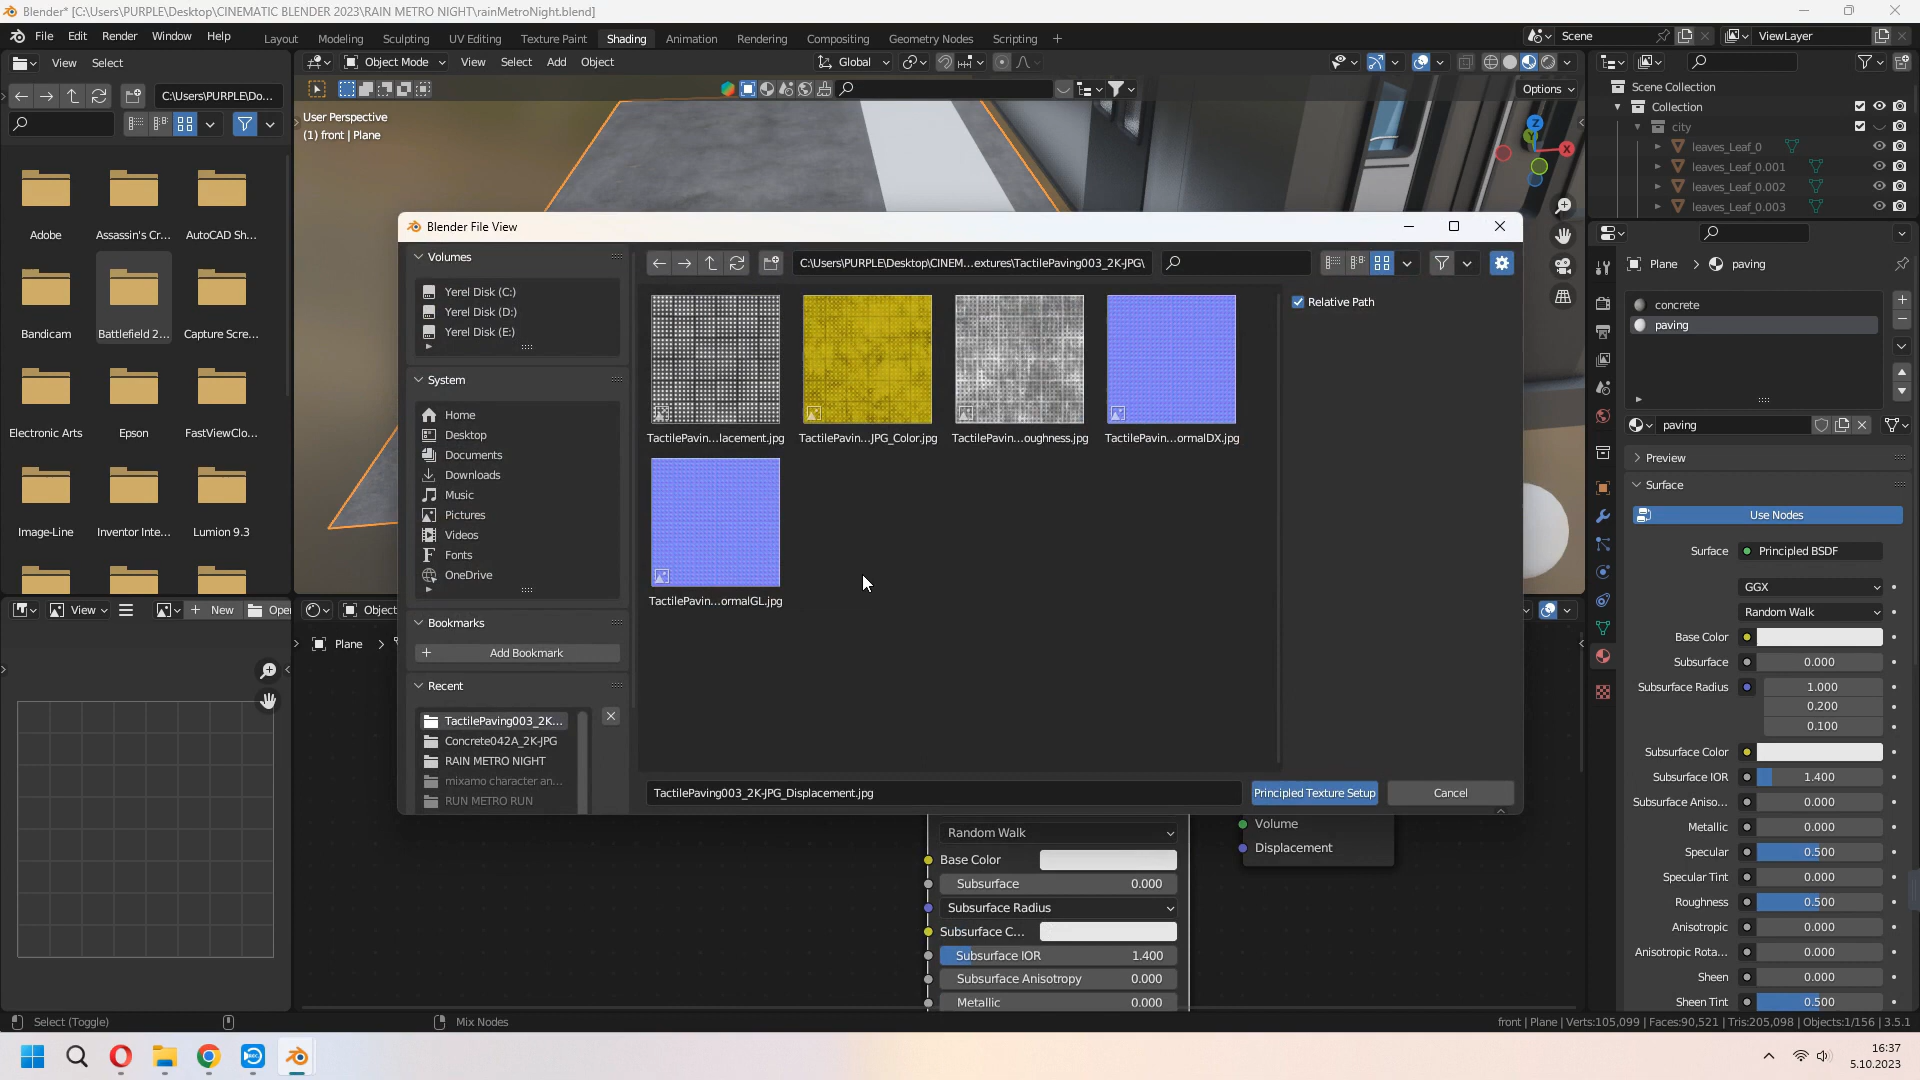 Blender* [C:\Users\PURPLE\Desktop\CINEMATIC BLENDER 2023\RAIN METRO NIGHT\rainMetroNight.blend]
File Edit Render Window Help
Layout Modeling Sculpting UV Editing Texture Paint Shading Animation Rendering Compositing Geometry Nodes Scripting +
Scene
ViewLayer
View Select
Object Mode View Select Add Object
Global
C:\Users\PURPLE\Do...
Options
User Perspective
(1) front | Plane
Z
Y
X
Adobe
Assassin's Cr...
AutoCAD Sh...
Bandicam
Battlefield 2...
Capture Scre...
Electronic Arts
Epson
FastViewClo...
Image-Line
Inventor Inte...
Lumion 9.3
Blender File View
Volumes
Yerel Disk (C:)
Yerel Disk (D:)
Yerel Disk (E:)
System
Home
Desktop
Documents
Downloads
Music
Pictures
Videos
Fonts
OneDrive
Bookmarks
Add Bookmark
Recent
TactilePaving003_2K...
Concrete042A_2K-JPG
RAIN METRO NIGHT
mixamo character an...
RUN METRO RUN
C:\Users\PURPLE\Desktop\CINEM...extures\TactilePaving003_2K-JPG\
Relative Path
TactilePavin...lacement.jpg
TactilePavin...JPG_Color.jpg
TactilePavin...oughness.jpg
TactilePavin...ormalDX.jpg
TactilePavin...ormalGL.jpg
TactilePaving003_2K-JPG_Displacement.jpg
Principled Texture Setup
Cancel
View
New
Open
Object
Plane
Volume
Displacement
Random Walk
Base Color
Subsurface 0.000
Subsurface Radius
Subsurface C...
Subsurface IOR 1.400
Subsurface Anisotropy 0.000
Metallic 0.000
Scene Collection
Collection
city
leaves_Leaf_0
leaves_Leaf_0.001
leaves_Leaf_0.002
leaves_Leaf_0.003
Plane
paving
concrete
paving
paving
Preview
Surface
Use Nodes
Surface Principled BSDF
GGX
Random Walk
Base Color
Subsurface 0.000
Subsurface Radius 1.000
0.200
0.100
Subsurface Color
Subsurface IOR 1.400
Subsurface Aniso... 0.000
Metallic 0.000
Specular 0.500
Specular Tint 0.000
Roughness 0.500
Anisotropic 0.000
Anisotropic Rota... 0.000
Sheen 0.000
Sheen Tint 0.500
Select (Toggle)
Mix Nodes
front | Plane | Verts:105,099 | Faces:90,521 | Tris:205,098 | Objects:1/156 | 3.5.1
16:37
5.10.2023